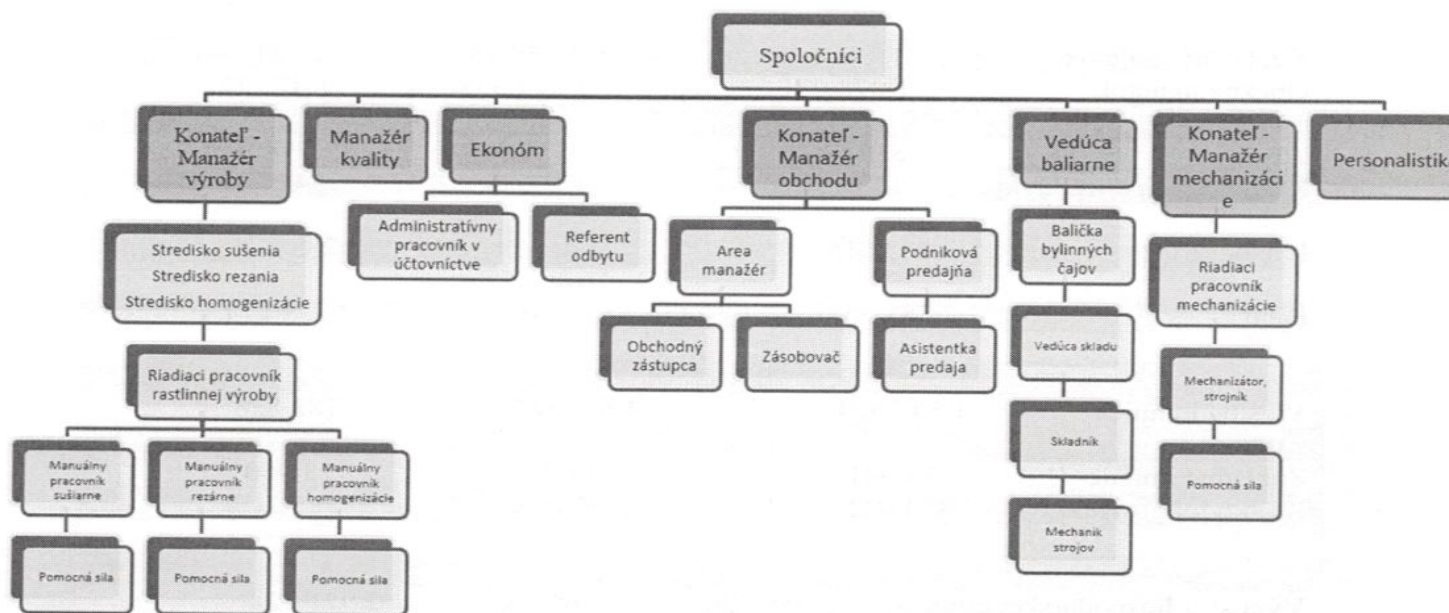 Spoločníci
Konateľ -
Manažér
výroby
Manažér
kvality
Ekonóm
Konateľ -
Manažér
obchodu
Vedúca
baliarne
Konateľ -
Manažér
mechanizáci
e
Personalistika
Stredisko sušenia
Stredisko rezania
Stredisko homogenizácie
Administratívny
pracovník v
účtovníctve
Referent
odbytu
Area
manažér
Podniková
predajňa
Balička
bylinných
čajov
Riadiaci
pracovník
mechanizácie
Riadiaci pracovník
rastlinnej výroby
Obchodný
zástupca
Zásobovač
Asistentka
predaja
Vedúca skladu
Mechanizátor,
strojník
Manuálny
pracovník
sušiarne
Manuálny
pracovník
rezárne
Manuálny
pracovník
homogenizácie
Skladník
Pomocná sila
Mechanik
strojov
Pomocná sila
Pomocná sila
Pomocná sila